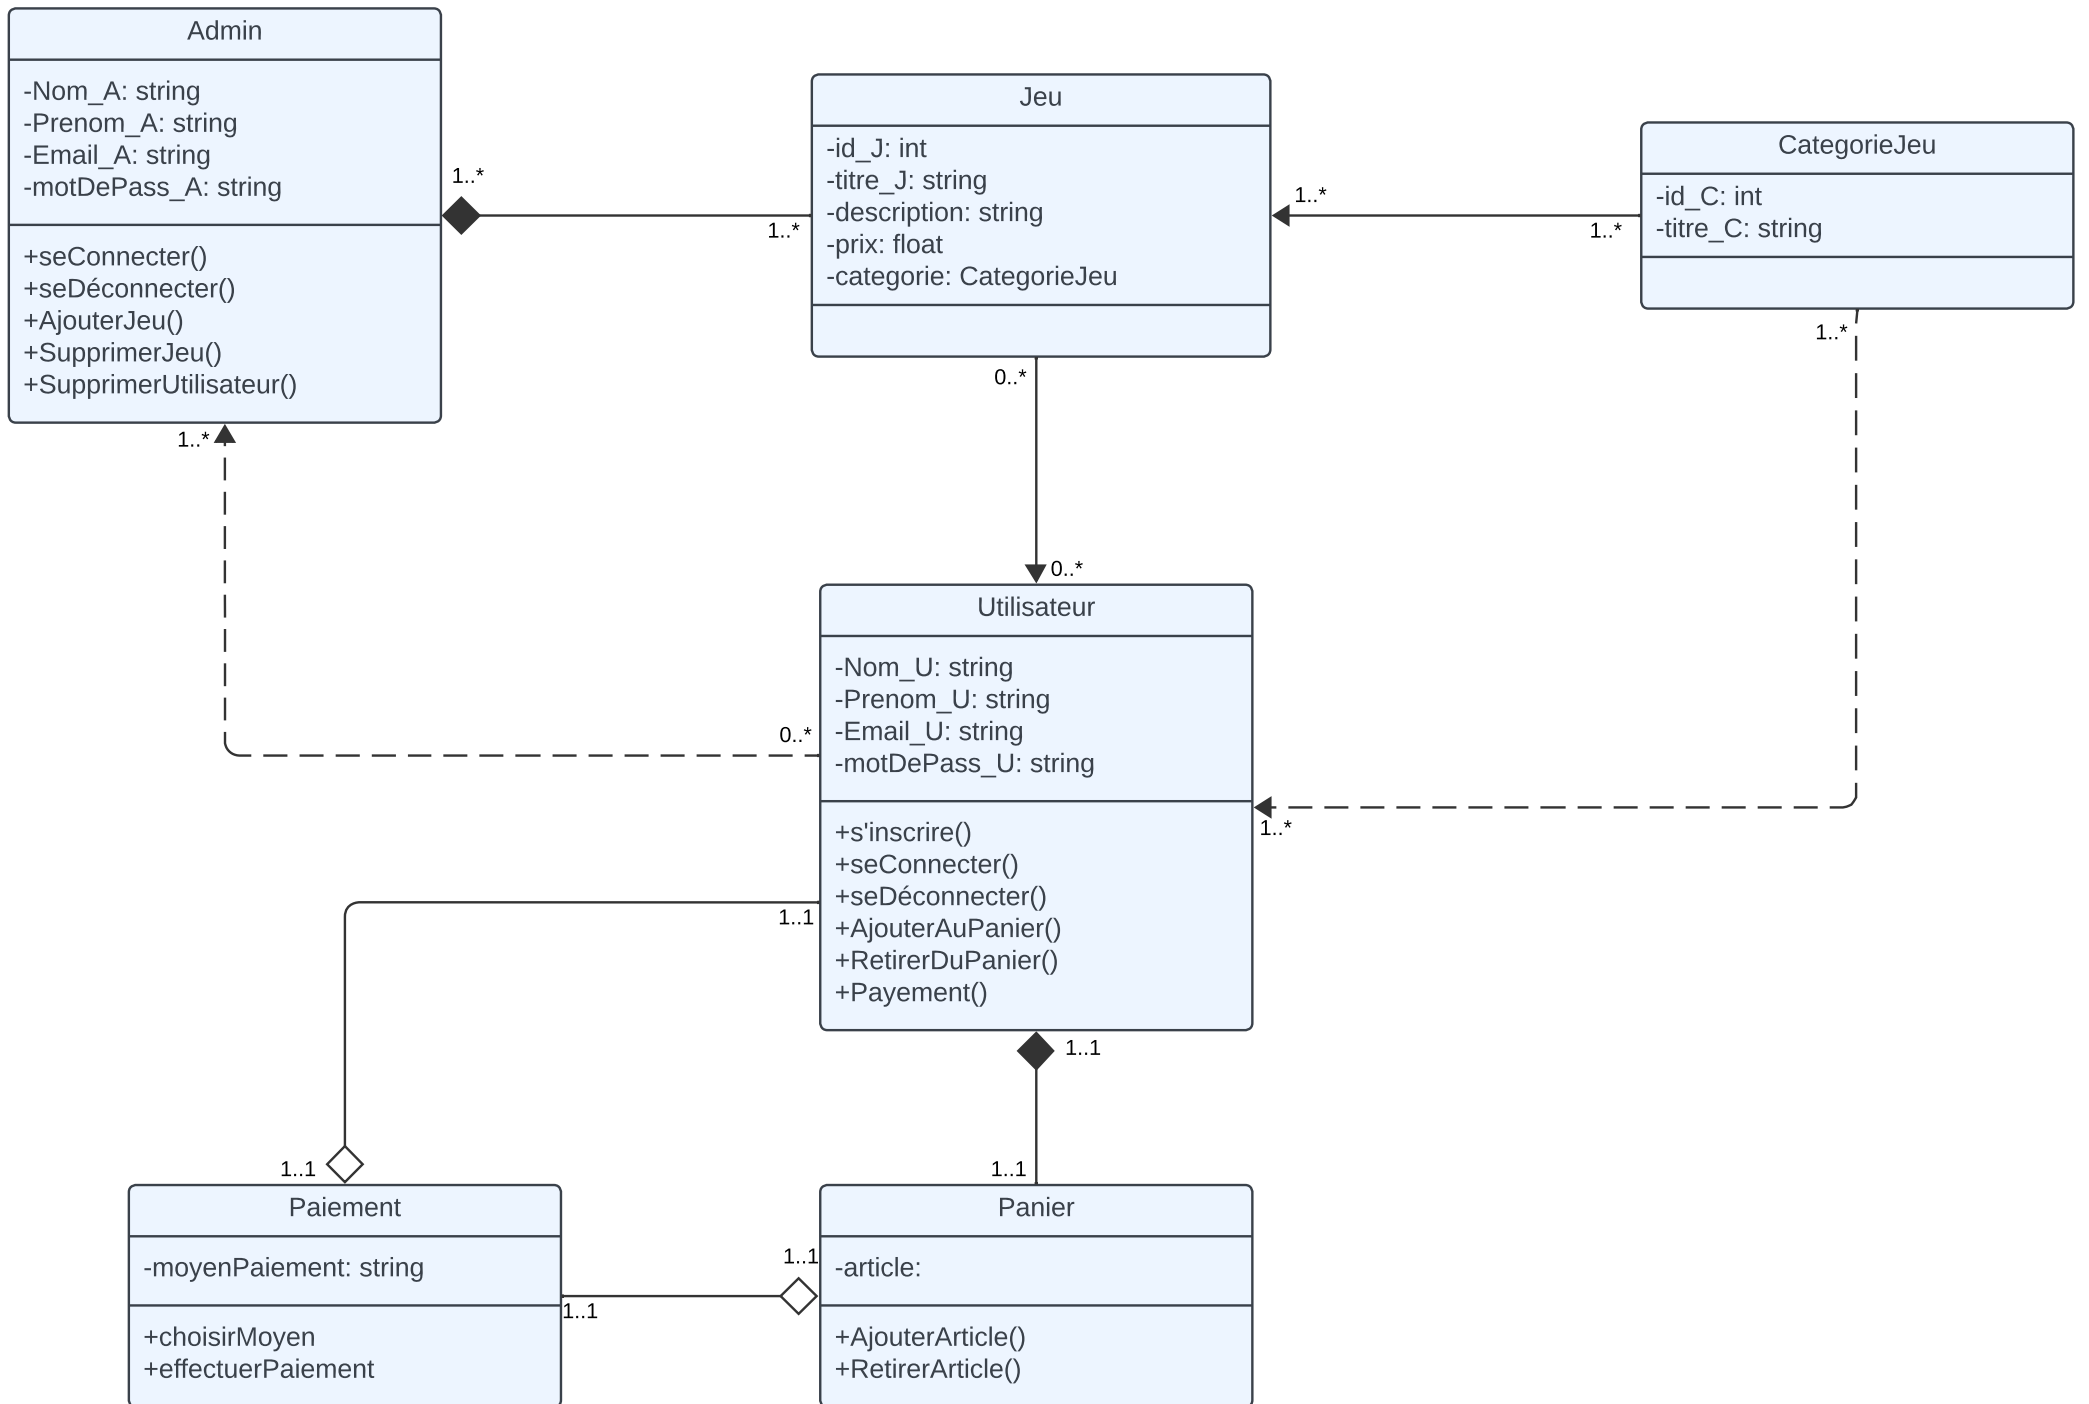 Admin
-Nom_A: string
-Prenom_A: string
-Email_A: string
-motDePass_A: string
+seConnecter()
+seDéconnecter()
+AjouterJeu()
+SupprimerJeu()
+SupprimerUtilisateur()
1..*
1..*
Jeu
-id_J: int
-titre_J: string
-description: string
-prix: float
-categorie: CategorieJeu
1..*
1..*
CategorieJeu
-id_C: int
-titre_C: string
1..*
0..*
1..*
0..*
Utilisateur
-Nom_U: string
-Prenom_U: string
-Email_U: string
-motDePass_U: string
+s'inscrire()
+seConnecter()
+seDéconnecter()
+AjouterAuPanier()
+RetirerDuPanier()
+Payement()
0..*
1..*
1..1
1..1
1..1
1..1
Paiement
-moyenPaiement: string
+choisirMoyen
+effectuerPaiement
1..1
1..1
Panier
-article:
+AjouterArticle()
+RetirerArticle()